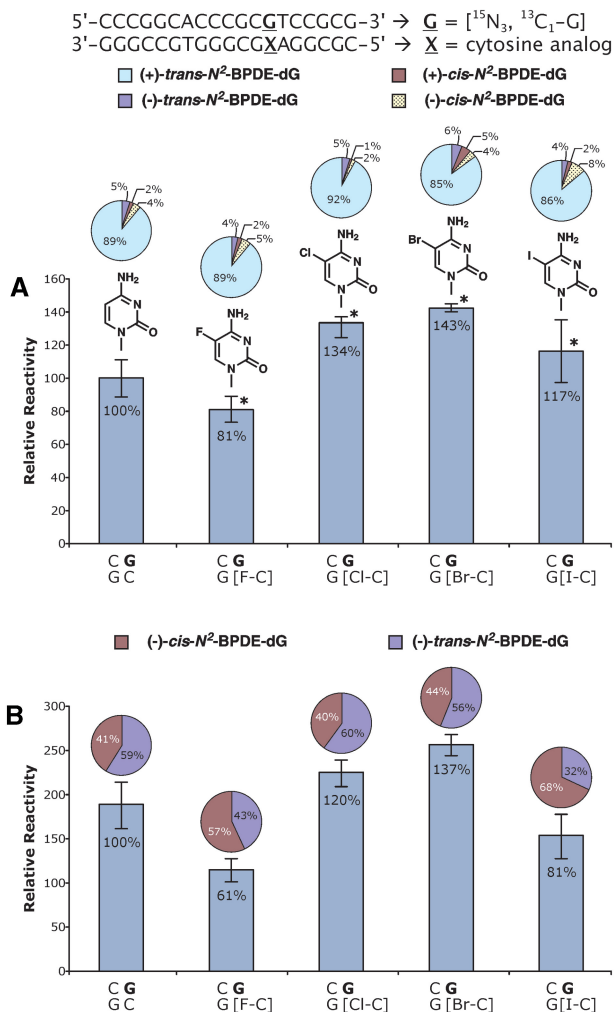 5'-CCCGGCACCCGCGTCCGCG-3' → G = [¹⁵N₃, ¹³C₁-G]
3'-GGGCCGTGGGCGXAGGCGC-5' → X = cytosine analog
(+)-trans-N²-BPDE-dG
(+)-cis-N²-BPDE-dG
(-)-trans-N²-BPDE-dG
(-)-cis-N²-BPDE-dG
A
5% 2% 4% 89%
4% 2% 5% 89%
5% 1% 2% 92%
6% 5% 4% 85%
4% 2% 8% 86%
NH₂ N N O
F NH₂ N N O
Cl NH₂ N N O
Br NH₂ N N O
I NH₂ N N O
Relative Reactivity
160
140
120
100
80
60
40
20
0
100%
* 81%
* 134%
* 143%
* 117%
C G C G C G C G C G
G C G [F-C] G [Cl-C] G [Br-C] G[I-C]
(-)-cis-N²-BPDE-dG
(-)-trans-N²-BPDE-dG
B
41% 59%
57% 43%
40% 60%
44% 56%
68% 32%
Relative Reactivity
300
250
200
150
100
50
0
100%
61%
120%
137%
81%
C G C G C G C G C G
G C G [F-C] G [Cl-C] G [Br-C] G[I-C]